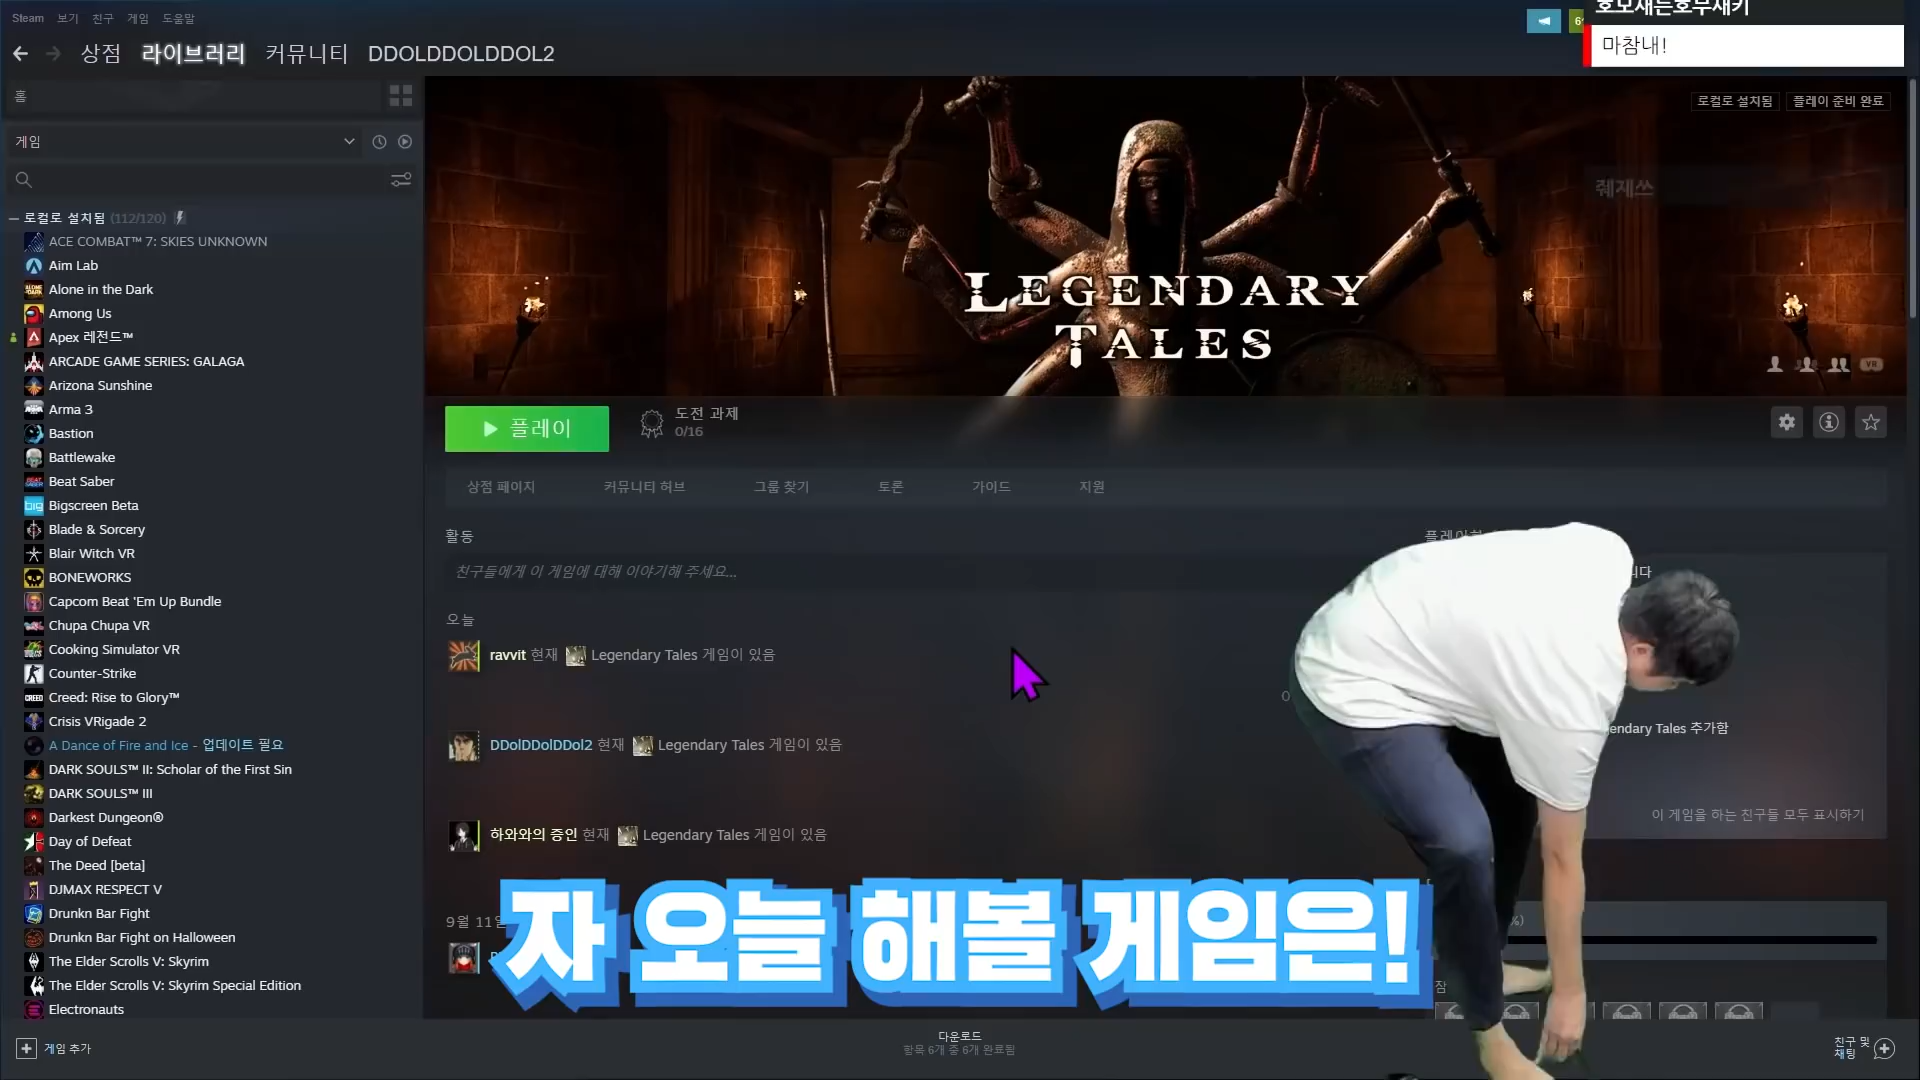 Steam 보기 친구 게임 도움말
상점 라이브러리 커뮤니티 DDOLDDOLDDOL2
마참내!
홈
게임
로컬로 설치됨 (112/120)
ACE COMBAT™ 7: SKIES UNKNOWN
Aim Lab
Alone in the Dark
Among Us
Apex 레전드™
ARCADE GAME SERIES: GALAGA
Arizona Sunshine
Arma 3
Bastion
Battlewake
Beat Saber
Bigscreen Beta
Blade & Sorcery
Blair Witch VR
BONEWORKS
Capcom Beat 'Em Up Bundle
Chupa Chupa VR
Cooking Simulator VR
Counter-Strike
Creed: Rise to Glory™
Crisis VRigade 2
A Dance of Fire and Ice - 업데이트 필요
DARK SOULS™ II: Scholar of the First Sin
DARK SOULS™ III
Darkest Dungeon®
Day of Defeat
The Deed [beta]
DJMAX RESPECT V
Drunkn Bar Fight
Drunkn Bar Fight on Halloween
The Elder Scrolls V: Skyrim
The Elder Scrolls V: Skyrim Special Edition
Electronauts
게임 추가
로컬로 설치됨 플레이 준비 완료
줴제쓰
LEGENDARY
TALES
VR
플레이
도전 과제
0/16
상점 페이지 커뮤니티 허브 그룹 찾기 토론 가이드 지원
활동
친구들에게 이 게임에 대해 이야기해 주세요...
오늘
ravvit 현재 Legendary Tales 게임이 있음
DDolDDolDDol2 현재 Legendary Tales 게임이 있음
하와와의 증인 현재 Legendary Tales 게임이 있음
9월 11일
니다
endary Tales 추가함
이 게임을 하는 친구들 모두 표시하기
%)
잠
자 오늘 해볼 게임은!
다운로드
항목 6개 중 6개 완료됨
친구 및
채팅